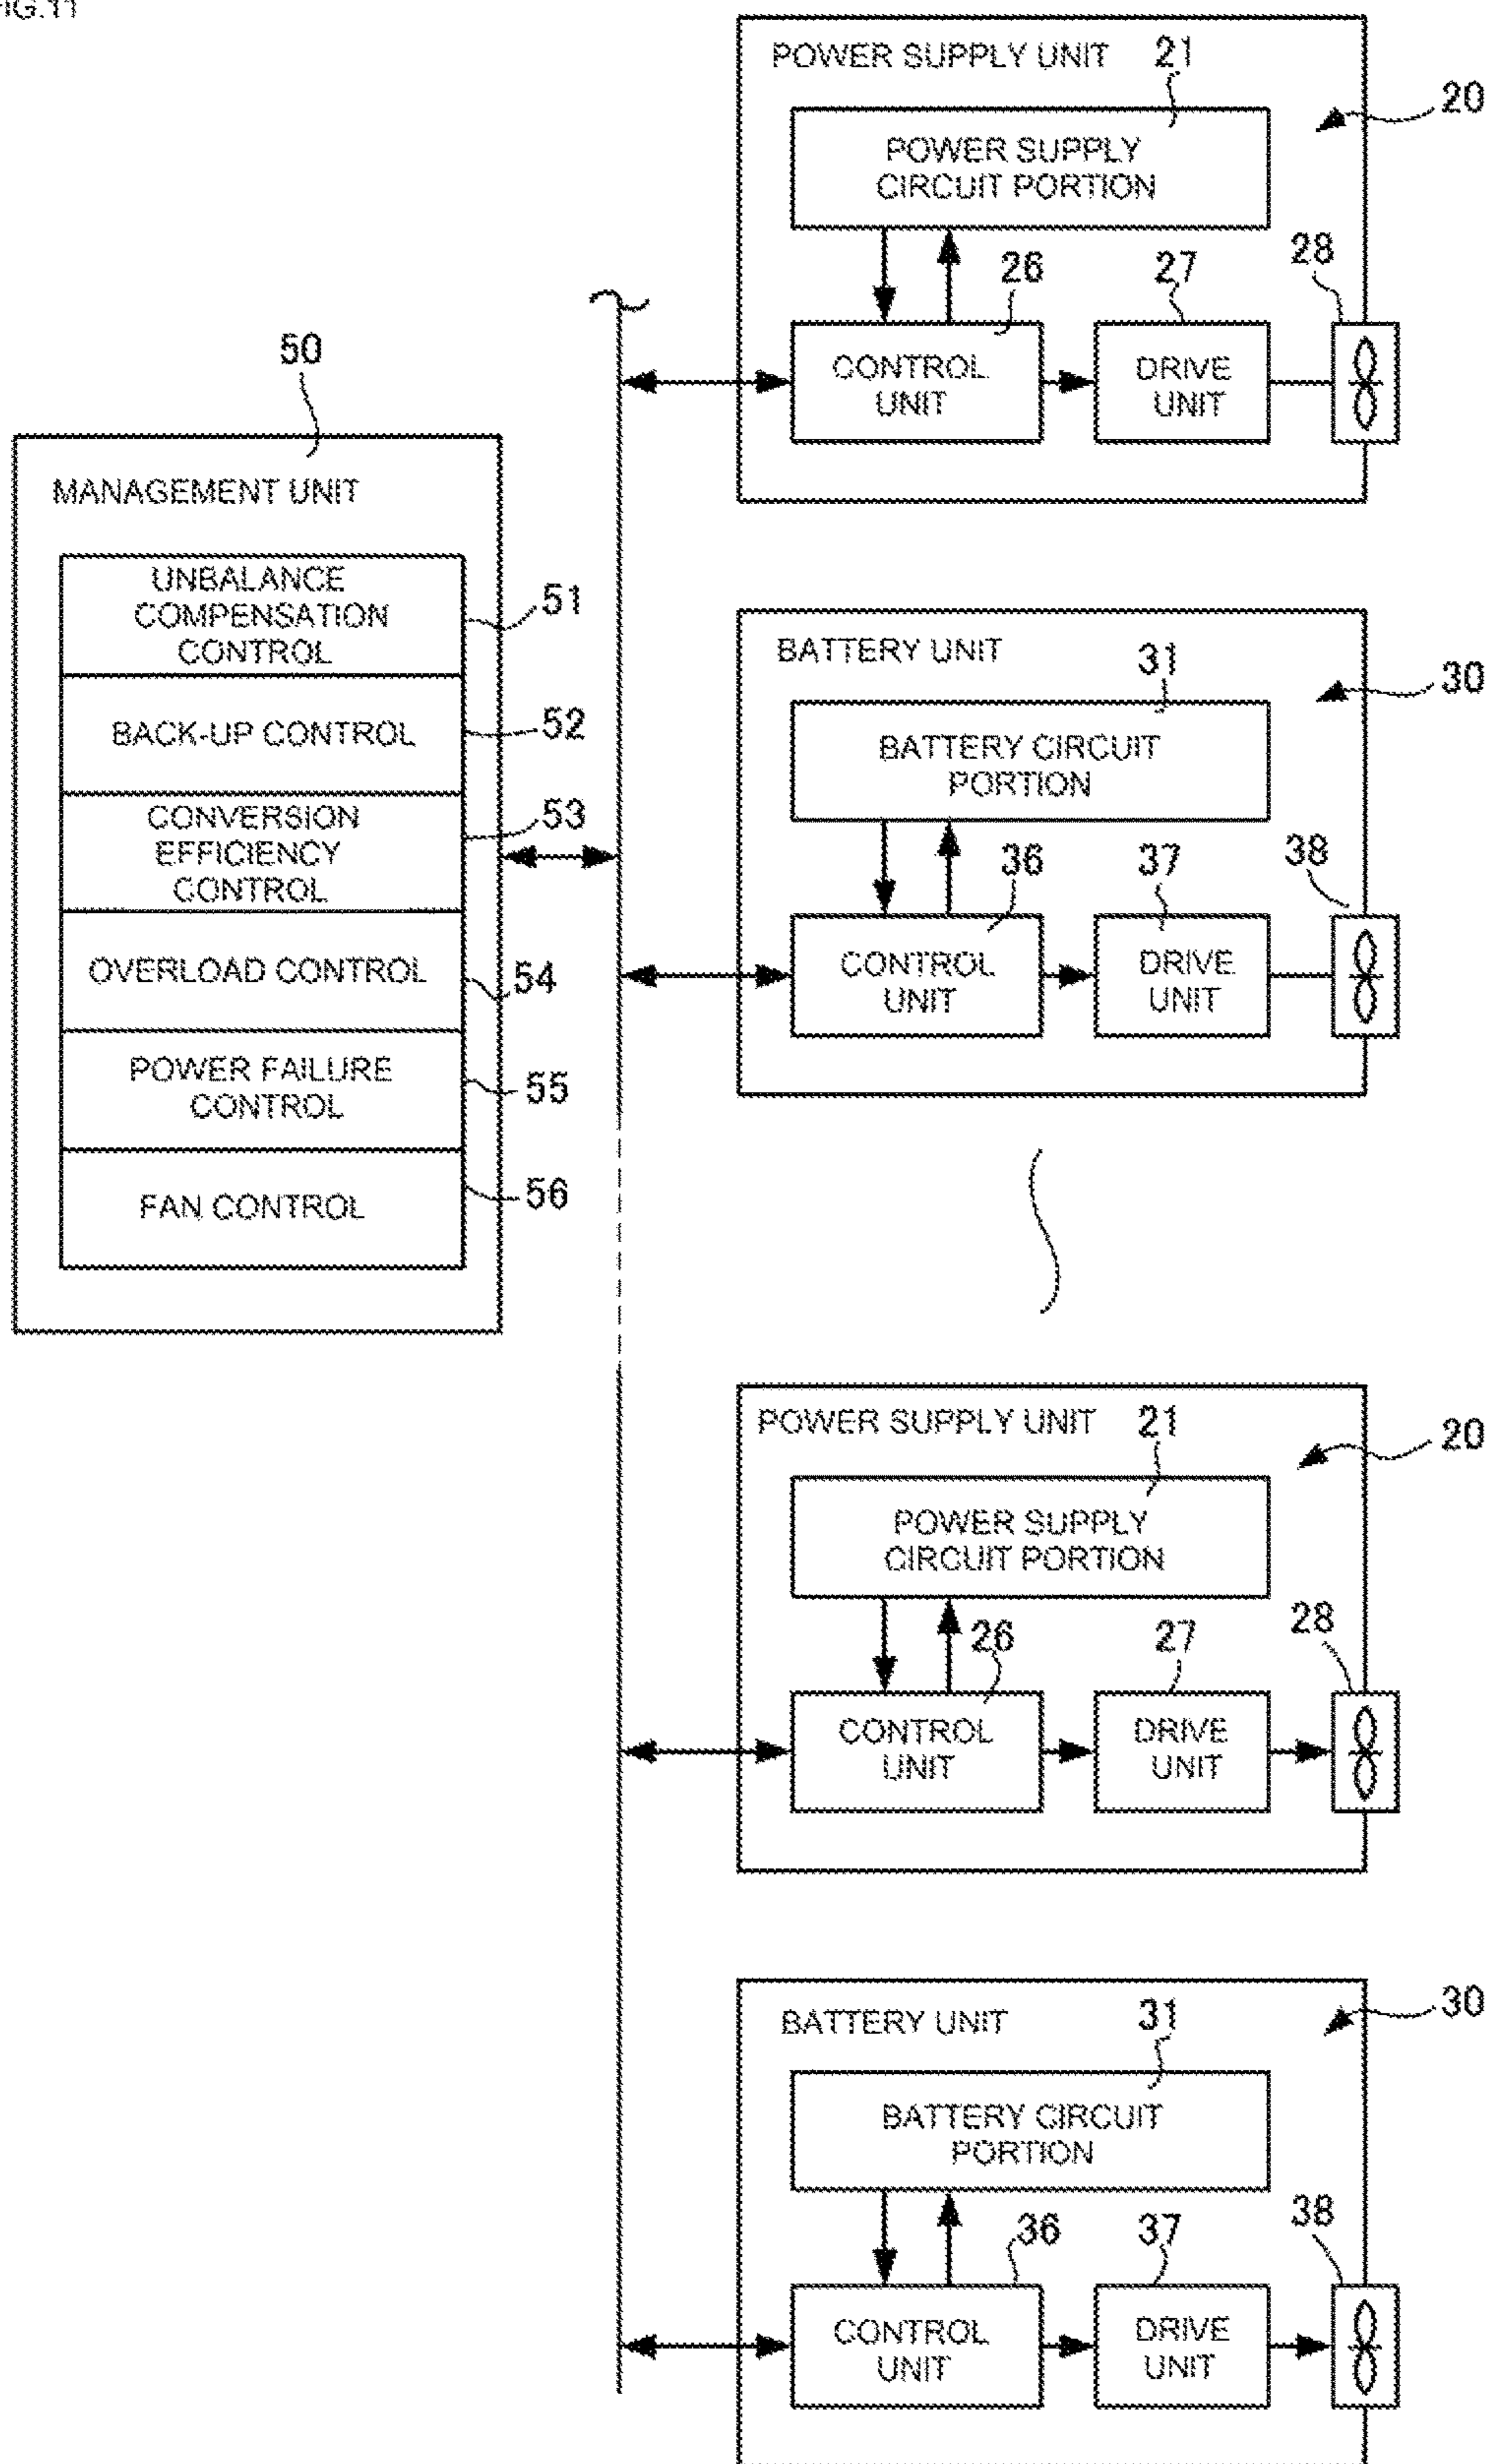 FIG.11
POWER SUPPLY UNIT
21
20
POWER SUPPLY
CIRCUIT PORTION
26
27
28
CONTROL
UNIT
DRIVE
UNIT
50
MANAGEMENT UNIT
UNBALANCE
COMPENSATION
CONTROL
51
BACK-UP CONTROL
52
CONVERSION
EFFICIENCY
CONTROL
53
OVERLOAD CONTROL
54
POWER FAILURE
CONTROL
55
FAN CONTROL
56
BATTERY UNIT
31
30
BATTERY CIRCUIT
PORTION
36
37
38
CONTROL
UNIT
DRIVE
UNIT
POWER SUPPLY UNIT
21
20
POWER SUPPLY
CIRCUIT PORTION
26
27
28
CONTROL
UNIT
DRIVE
UNIT
BATTERY UNIT
31
30
BATTERY CIRCUIT
PORTION
36
37
38
CONTROL
UNIT
DRIVE
UNIT